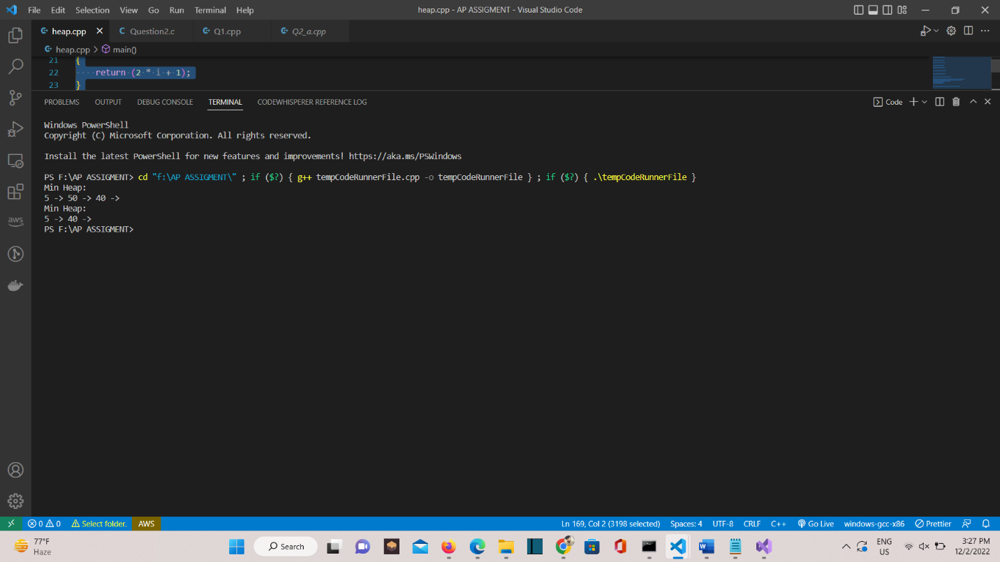 File Edit Selection View Go Run Terminal Help heap.cpp - AP ASSIGMENT - Visual Studio Code
heap.cpp Question2.c Q1.cpp Q2_a.cpp
heap.cpp > main()
21 {
22 return (2 * i + 1);
23 }
PROBLEMS OUTPUT DEBUG CONSOLE TERMINAL CODEWHISPERER REFERENCE LOG Code
Windows PowerShell
Copyright (C) Microsoft Corporation. All rights reserved.
Install the latest PowerShell for new features and improvements! https://aka.ms/PSWindows
PS F:\AP ASSIGMENT> cd "f:\AP ASSIGMENT\" ; if ($?) { g++ tempCodeRunnerFile.cpp -o tempCodeRunnerFile } ; if ($?) { .\tempCodeRunnerFile }
Min Heap:
5 -> 50 -> 40 ->
Min Heap:
5 -> 40 ->
PS F:\AP ASSIGMENT>
aws
0 0 Select folder. AWS Ln 169, Col 2 (3198 selected) Spaces: 4 UTF-8 CRLF C++ Go Live windows-gcc-x86 Prettier
77°F
Haze
Search
ENG
US
3:27 PM
12/2/2022